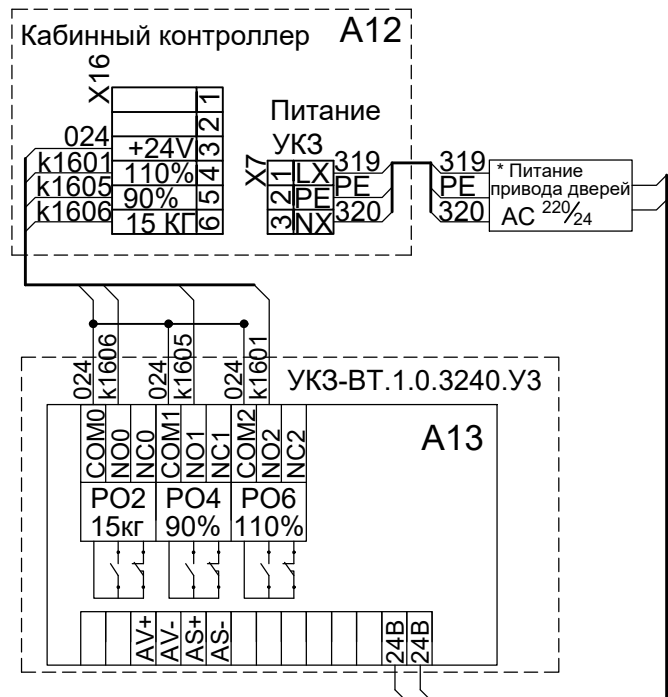 Кабинный контроллер
A12
X16
1
2
024
+24V
3
k1601
110%
4
k1605
90%
5
k1606
15 КГ
6
Питание
УКЗ
X7
1
LX
319
2
PE
PE
3
NX
320
319
PE
320
* Питание
привода дверей
AC 220/24
024
k1606
024
k1605
024
k1601
УКЗ-ВТ.1.0.3240.У3
A13
COM0
NO0
NC0
COM1
NO1
NC1
COM2
NO2
NC2
PO2
15кг
PO4
90%
PO6
110%
AV+
AV-
AS+
AS-
24В
24В